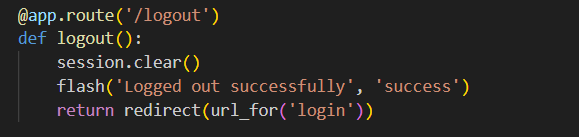 @app.route('/logout')
def logout():
    session.clear()
    flash('Logged out successfully', 'success')
    return redirect(url_for('login'))